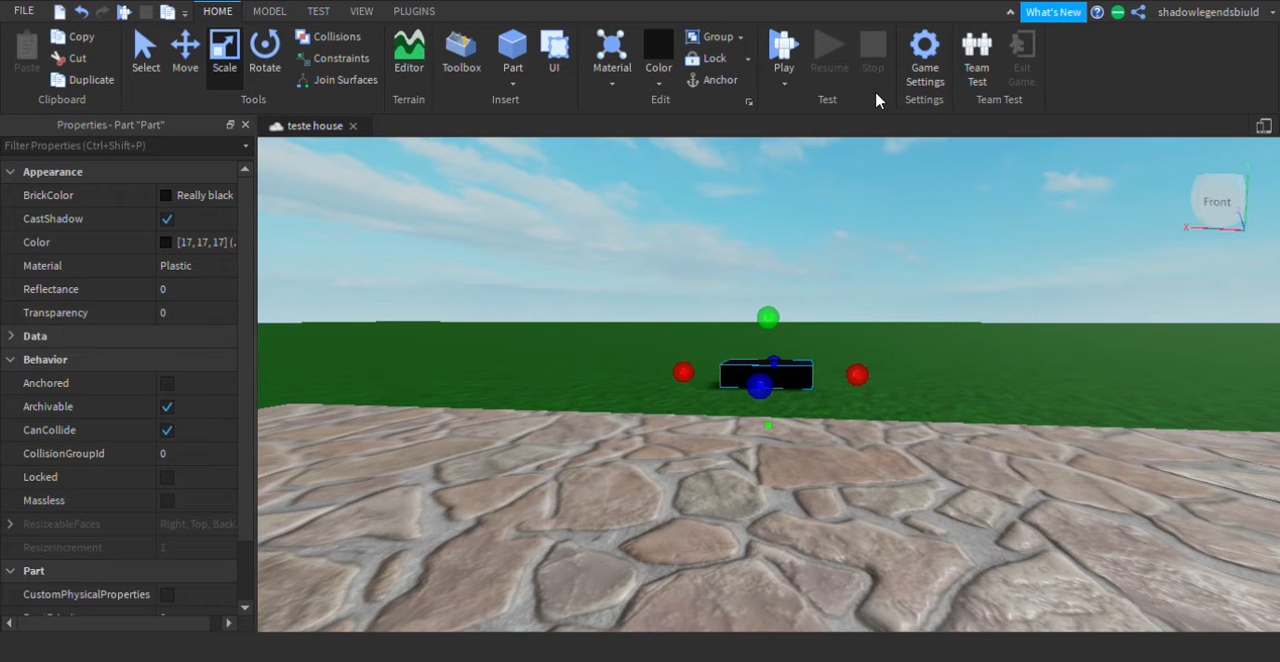 FILE HOME MODEL TEST VIEW PLUGINS What's New shadowlegendsbiuld
Paste Copy Cut Duplicate Clipboard
Select Move Scale Rotate Collisions Constraints Join Surfaces Tools
Editor Terrain
Toolbox Part UI Insert
Material Color Group Lock Anchor Edit
Play Resume Stop Test
Game Settings Settings
Team Test Exit Game Team Test
Properties - Part "Part"
teste house
Filter Properties (Ctrl+Shift+P)
Appearance
BrickColor Really black
CastShadow
Color [17, 17, 17] (.
Material Plastic
Reflectance 0
Transparency 0
Data
Behavior
Anchored
Archivable
CanCollide
CollisionGroupId 0
Locked
Massless
ResizeableFaces Right, Top, Back.
ResizeIncrement 1
Part
CustomPhysicalProperties
Front
X